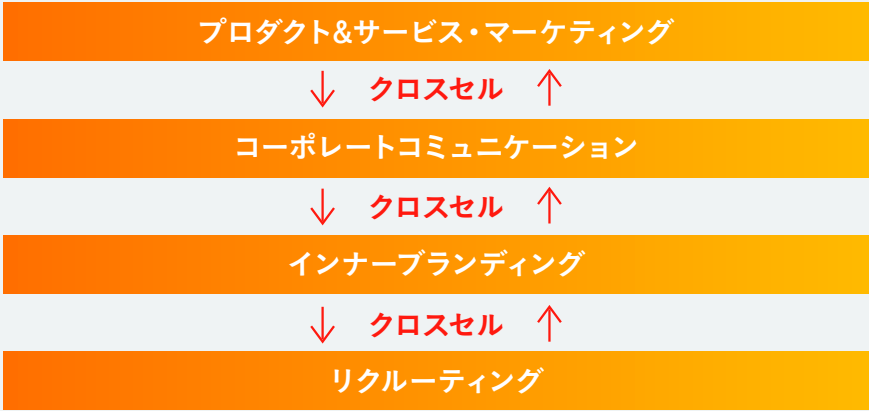 プロダクト&サービス・マーケティング
↓ クロスセル ↑
コーポレートコミュニケーション
↓ クロスセル ↑
インナーブランディング
↓ クロスセル ↑
リクルーティング